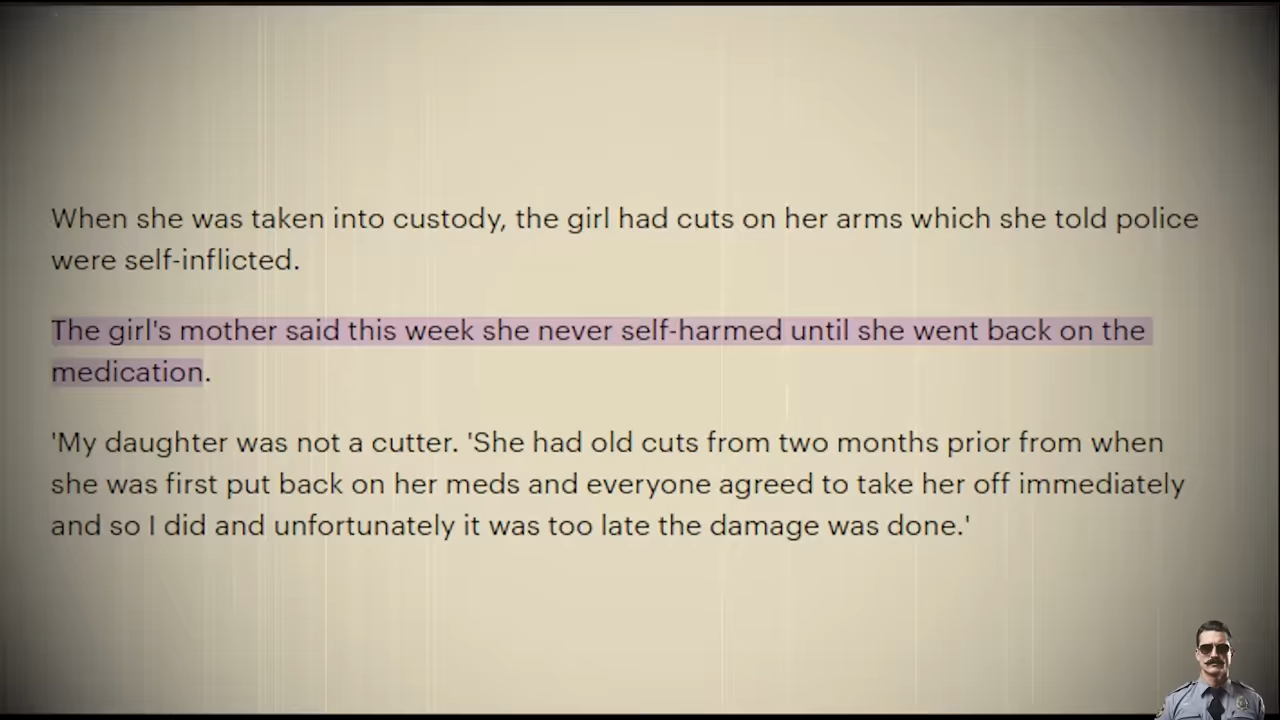 When she was taken into custody, the girl had cuts on her arms which she told police
were self-inflicted.
The girl's mother said this week she never self-harmed until she went back on the
medication.
'My daughter was not a cutter. 'She had old cuts from two months prior from when
she was first put back on her meds and everyone agreed to take her off immediately
and so I did and unfortunately it was too late the damage was done.'